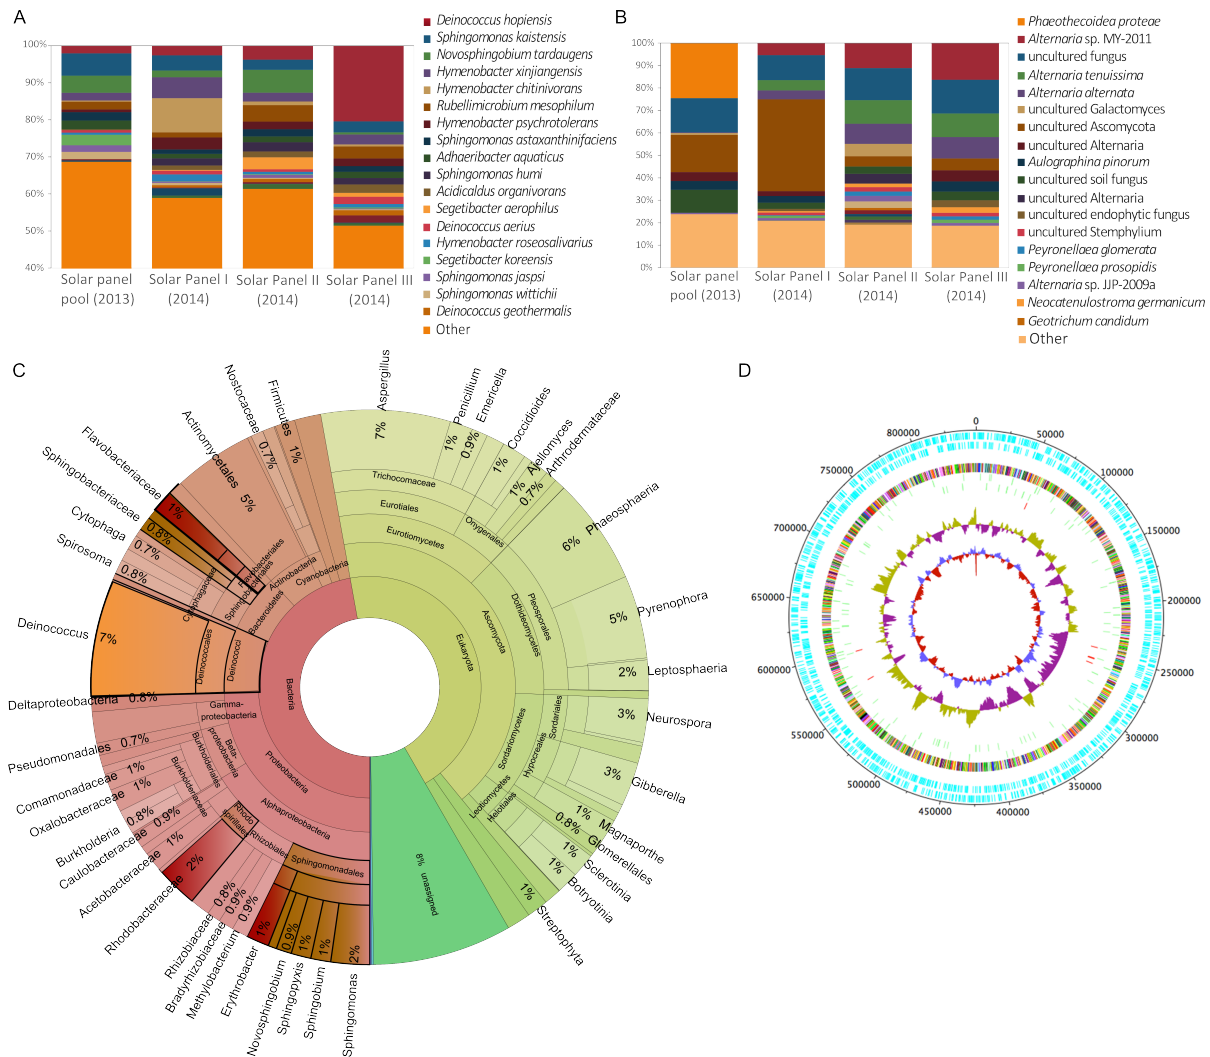 A
100%
90%
80%
70%
60%
50%
40%
Solar panel
pool (2013)
Solar Panel I
(2014)
Solar Panel II
(2014)
Solar Panel III
(2014)
Deinococcus hopiensis
Sphingomonas kaistensis
Novosphingobium tardaugens
Hymenobacter xinjiangensis
Hymenobacter chitinivorans
Rubellimicrobium mesophilum
Hymenobacter psychrotolerans
Sphingomonas astaxanthinifaciens
Adhaeribacter aquaticus
Sphingomonas humi
Acidicaldus organivorans
Segetibacter aerophilus
Deinococcus aerius
Hymenobacter roseosalivarius
Segetibacter koreensis
Sphingomonas jaspsi
Sphingomonas wittichii
Deinococcus geothermalis
Other
B
100%
90%
80%
70%
60%
50%
40%
30%
20%
10%
0%
Solar panel
pool (2013)
Solar Panel I
(2014)
Solar Panel II
(2014)
Solar Panel III
(2014)
Phaeothecoidea proteae
Alternaria sp. MY-2011
uncultured fungus
Alternaria tenuissima
Alternaria alternata
uncultured Galactomyces
uncultured Ascomycota
uncultured Alternaria
Aulographina pinorum
uncultured soil fungus
uncultured Alternaria
uncultured endophytic fungus
uncultured Stemphylium
Peyronellaea glomerata
Peyronellaea prosopidis
Alternaria sp. JJP-2009a
Neocatenulostroma germanicum
Geotrichum candidum
Other
C
Aspergillus
7%
Penicillium
1%
Emericella
0.9%
Coccidioides
1%
Ajellomyces
1%
Arthrodermataceae
0.7%
Phaeosphaeria
6%
Pyrenophora
5%
Leptosphaeria
2%
Neurospora
3%
Gibberella
3%
Magnaporthe
1%
Glomerellales
0.8%
Sclerotinia
1%
Botryotinia
1%
Streptophyta
1%
8% unassigned
Sphingomonas
2%
Sphingobium
1%
Sphingopyxis
1%
Novosphingobium
0.9%
Erythrobacter
1%
Methylobacterium
0.9%
Bradyrhizobiaceae
0.9%
Rhizobiaceae
0.8%
Rhodobacteraceae
2%
Acetobacteraceae
1%
Caulobacteraceae
0.9%
Burkholderia
0.8%
Oxalobacteraceae
1%
Comamonadaceae
1%
Pseudomonadales
0.7%
Deltaproteobacteria
0.8%
Deinococcus
7%
Spirosoma
0.8%
Cytophaga
0.7%
Sphingobacteriaceae
0.8%
Flavobacteriaceae
1%
Actinomycetales
5%
Nostocaceae
0.7%
Firmicutes
1%
Trichocomaceae
Eurotiales
Onygenales
Eurotiomycetes
Ascomycota
Eukaryota
Pleosporales
Dothideomycetes
Sordariales
Sordariomycetes
Hypocreales
Leotiomycetes
Helotiales
Bacteria
Proteobacteria
Alphaproteobacteria
Sphingomonadales
Rhizobiales
Rhodo
spirillales
Burkholderiaceae
Burkholderiales
Beta-
proteobacteria
Gamma-
proteobacteria
Deinococcales
Deinococci
Cytophagaceae
Sphingobacteriales
Flavobacteriales
Bacteroidetes
Actinobacteria
Cyanobacteria
D
0
50000
100000
150000
200000
250000
300000
350000
400000
450000
500000
550000
600000
650000
700000
750000
800000